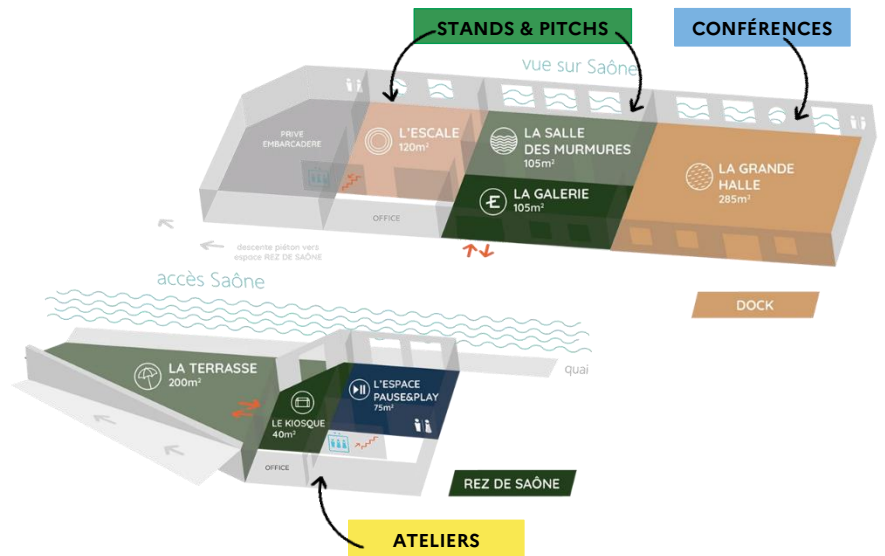 STANDS & PITCHS
CONFÉRENCES
vue sur Saône
PRIVÉ
EMBARCADÈRE
L'ESCALE
120m²
LA SALLE
DES MURMURES
105m²
LA GALERIE
105m²
LA GRANDE
HALLE
285m²
OFFICE
descente piéton vers
espace REZ DE SAÔNE
accès Saône
DOCK
quai
LA TERRASSE
200m²
LE KIOSQUE
40m²
L'ESPACE
PAUSE&PLAY
75m²
OFFICE
REZ DE SAÔNE
ATELIERS